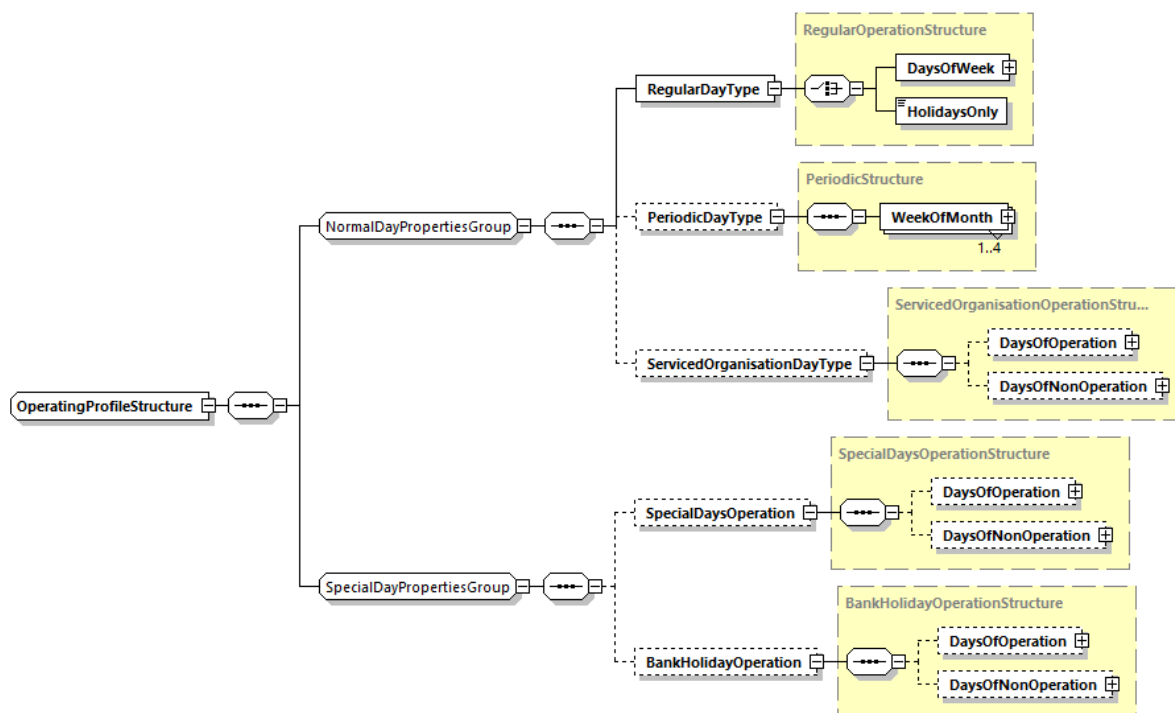 RegularOperationStructure
DaysOfWeek
RegularDayType
HolidaysOnly
PeriodicStructure
PeriodicDayType
WeekOfMonth
NormalDayPropertiesGroup
1..4
ServicedOrganisationOperationStru...
DaysOfOperation
ServicedOrganisationDayType
DaysOfNonOperation
OperatingProfileStructure
SpecialDaysOperationStructure
DaysOfOperation
SpecialDaysOperation
DaysOfNonOperation
SpecialDayPropertiesGroup
BankHolidayOperationStructure
DaysOfOperation
BankHolidayOperation
DaysOfNonOperation